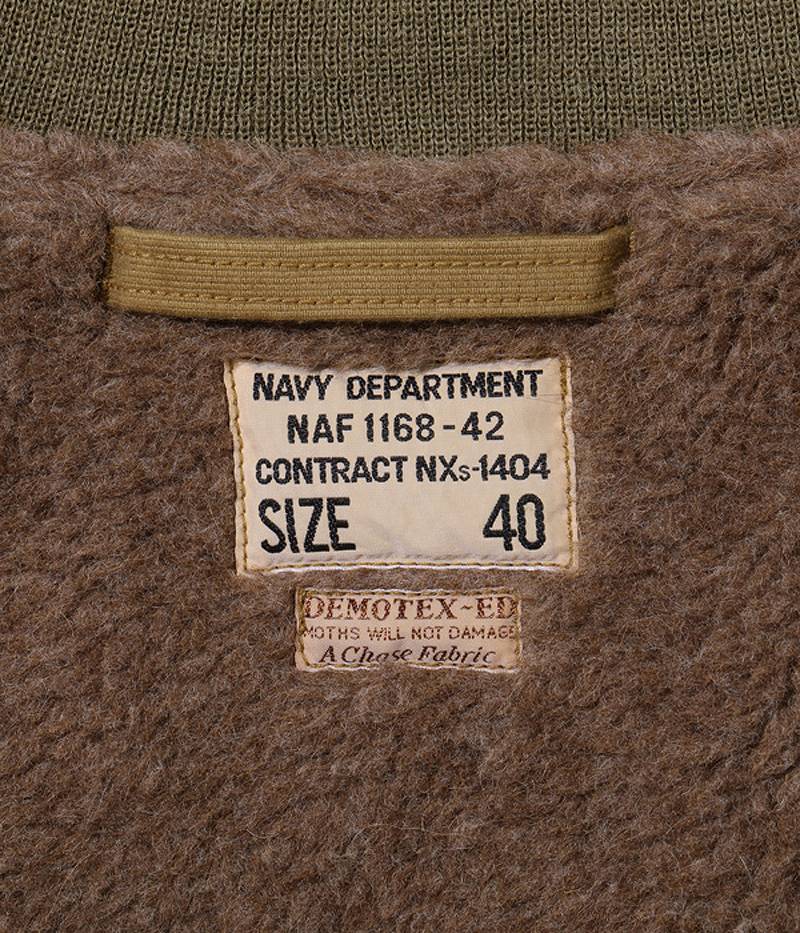 NAVY DEPARTMENT
NAF 1168-42
CONTRACT NXs-1404
SIZE 40
DEMOTEX~ED
MOTHS WILL NOT DAMAGE
A Chase Fabric